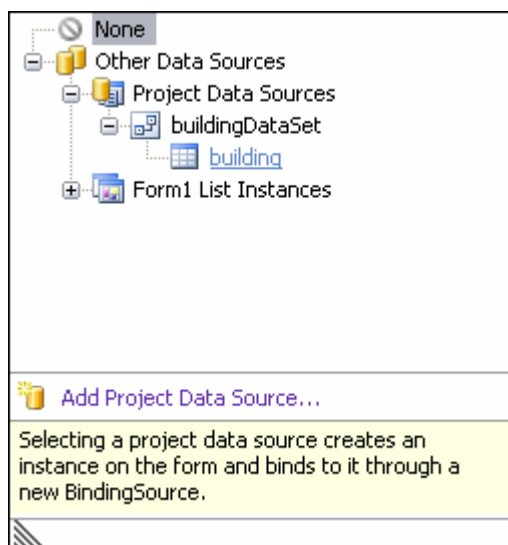 None
Other Data Sources
Project Data Sources
buildingDataSet
building
Form1 List Instances
Add Project Data Source...
Selecting a project data source creates an
instance on the form and binds to it through a
new BindingSource.